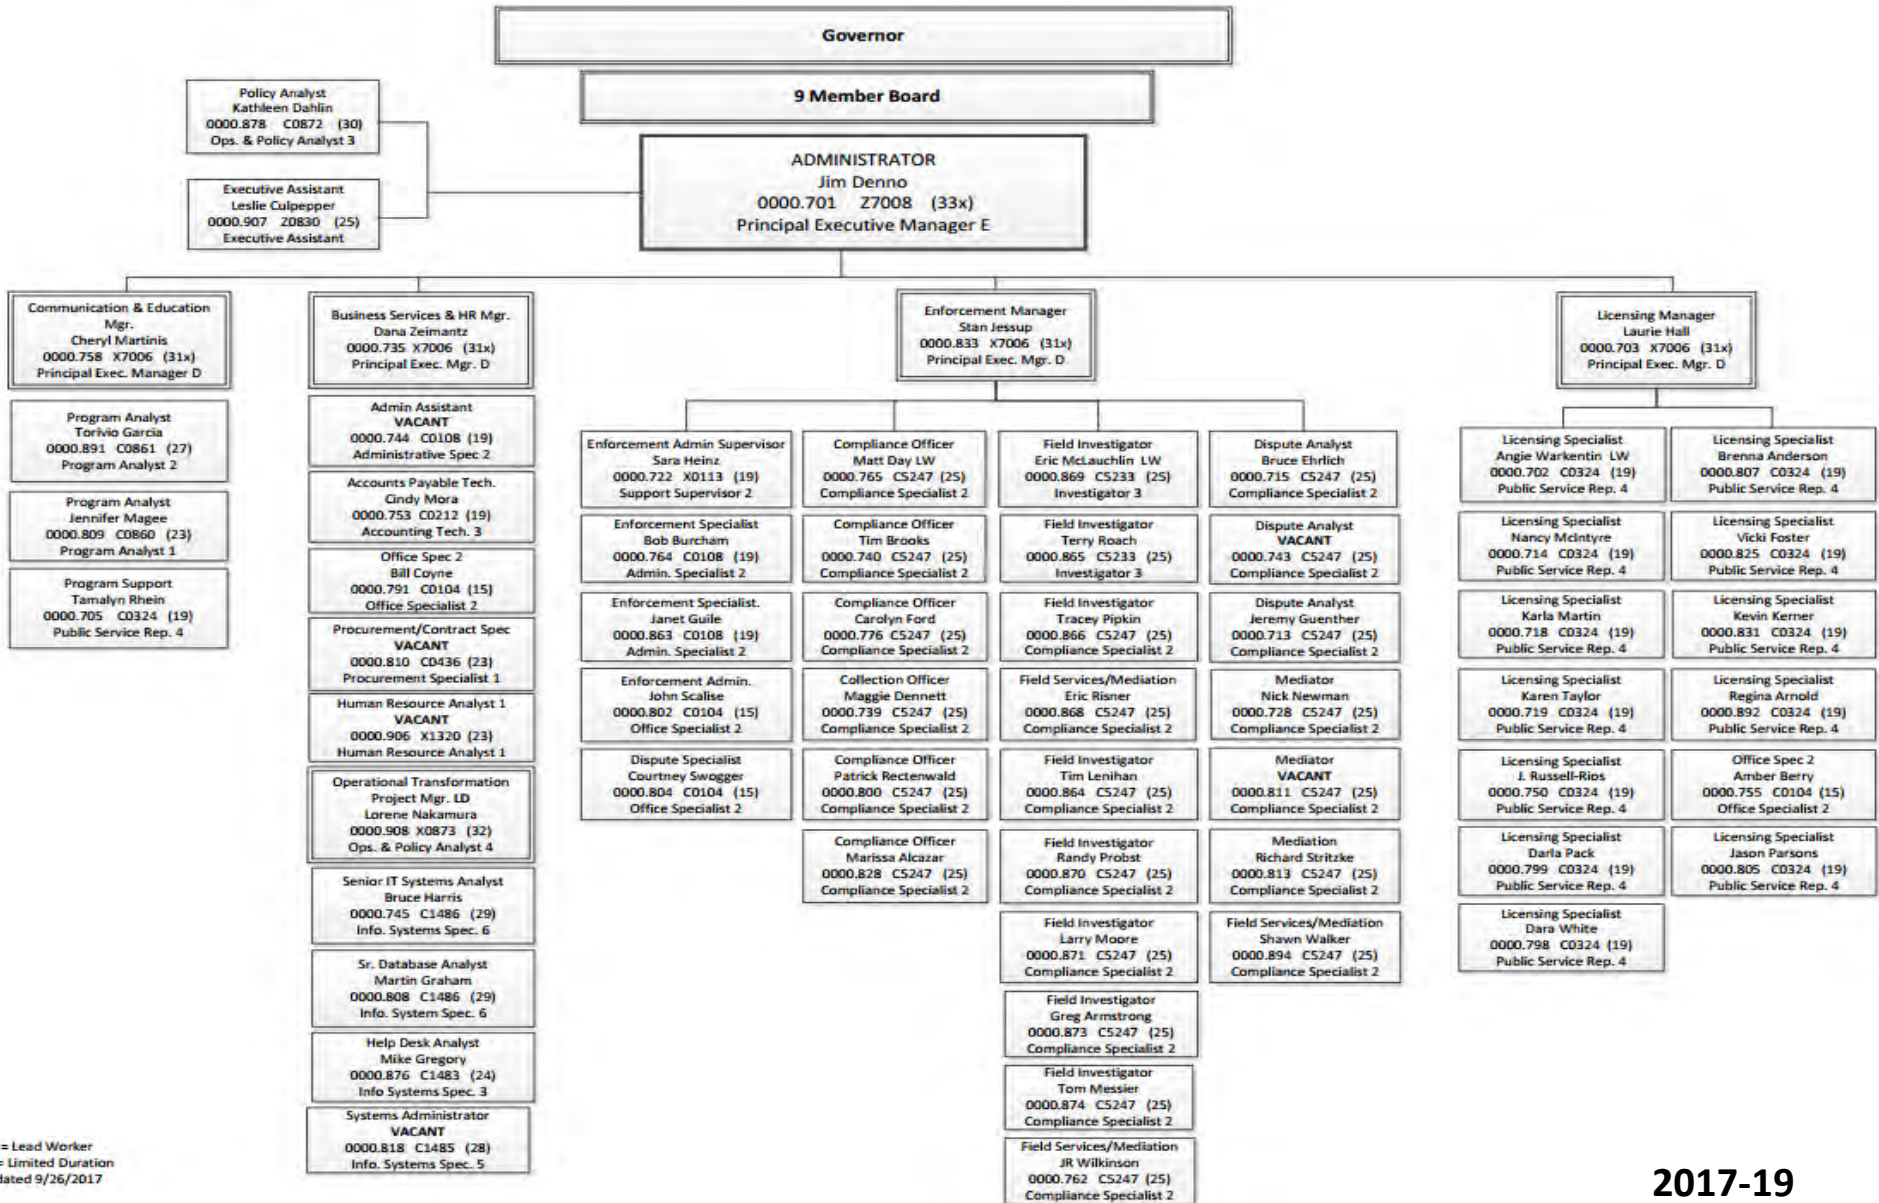 Governor
9 Member Board
Policy Analyst
Kathleen Dahlin
0000.878 C0872 (30)
Ops. & Policy Analyst 3
Executive Assistant
Leslie Culpepper
0000.907 Z0830 (25)
Executive Assistant
ADMINISTRATOR
Jim Denno
0000.701 Z7008 (33x)
Principal Executive Manager E
Communication & Education
Mgr.
Cheryl Martinis
0000.758 X7006 (31x)
Principal Exec. Manager D
Program Analyst
Torivio Garcia
0000.891 C0861 (27)
Program Analyst 2
Program Analyst
Jennifer Magee
0000.809 C0860 (23)
Program Analyst 1
Program Support
Tamalyn Rhein
0000.705 C0324 (19)
Public Service Rep. 4
Business Services & HR Mgr.
Dana Zeimantz
0000.735 X7006 (31x)
Principal Exec. Mgr. D
Admin Assistant
VACANT
0000.744 C0108 (19)
Administrative Spec 2
Accounts Payable Tech.
Cindy Mora
0000.753 C0212 (19)
Accounting Tech. 3
Office Spec 2
Bill Coyne
0000.791 C0104 (15)
Office Specialist 2
Procurement/Contract Spec
VACANT
0000.810 C0436 (23)
Procurement Specialist 1
Human Resource Analyst 1
VACANT
0000.906 X1320 (23)
Human Resource Analyst 1
Operational Transformation
Project Mgr. LD
Lorene Nakamura
0000.908 X0873 (32)
Ops. & Policy Analyst 4
Senior IT Systems Analyst
Bruce Harris
0000.745 C1486 (29)
Info. Systems Spec. 6
Sr. Database Analyst
Martin Graham
0000.808 C1486 (29)
Info. System Spec. 6
Help Desk Analyst
Mike Gregory
0000.876 C1483 (24)
Info Systems Spec. 3
Systems Administrator
VACANT
0000.818 C1485 (28)
Info. Systems Spec. 5
Enforcement Manager
Stan Jessup
0000.833 X7006 (31x)
Principal Exec. Mgr. D
Enforcement Admin Supervisor
Sara Heinz
0000.722 X0113 (19)
Support Supervisor 2
Enforcement Specialist
Bob Burcham
0000.764 C0108 (19)
Admin. Specialist 2
Enforcement Specialist.
Janet Guile
0000.863 C0108 (19)
Admin. Specialist 2
Enforcement Admin.
John Scalise
0000.802 C0104 (15)
Office Specialist 2
Dispute Specialist
Courtney Swogger
0000.804 C0104 (15)
Office Specialist 2
Compliance Officer
Matt Day LW
0000.765 C5247 (25)
Compliance Specialist 2
Compliance Officer
Tim Brooks
0000.740 C5247 (25)
Compliance Specialist 2
Compliance Officer
Carolyn Ford
0000.776 C5247 (25)
Compliance Specialist 2
Collection Officer
Maggie Dennett
0000.739 C5247 (25)
Compliance Specialist 2
Compliance Officer
Patrick Rectenwald
0000.800 C5247 (25)
Compliance Specialist 2
Compliance Officer
Marissa Alcazar
0000.828 C5247 (25)
Compliance Specialist 2
Field Investigator
Eric McLauchlin LW
0000.869 C5233 (25)
Investigator 3
Field Investigator
Terry Roach
0000.865 C5233 (25)
Investigator 3
Field Investigator
Tracey Pipkin
0000.866 C5247 (25)
Compliance Specialist 2
Field Services/Mediation
Eric Risner
0000.868 C5247 (25)
Compliance Specialist 2
Field Investigator
Tim Lenihan
0000.864 C5247 (25)
Compliance Specialist 2
Field Investigator
Randy Probst
0000.870 C5247 (25)
Compliance Specialist 2
Field Investigator
Larry Moore
0000.871 C5247 (25)
Compliance Specialist 2
Field Investigator
Greg Armstrong
0000.873 C5247 (25)
Compliance Specialist 2
Field Investigator
Tom Messier
0000.874 C5247 (25)
Compliance Specialist 2
Field Services/Mediation
JR Wilkinson
0000.762 C5247 (25)
Compliance Specialist 2
Dispute Analyst
Bruce Ehrlich
0000.715 C5247 (25)
Compliance Specialist 2
Dispute Analyst
VACANT
0000.743 C5247 (25)
Compliance Specialist 2
Dispute Analyst
Jeremy Guenther
0000.713 C5247 (25)
Compliance Specialist 2
Mediator
Nick Newman
0000.728 C5247 (25)
Compliance Specialist 2
Mediator
VACANT
0000.811 C5247 (25)
Compliance Specialist 2
Mediation
Richard Stritzke
0000.813 C5247 (25)
Compliance Specialist 2
Field Services/Mediation
Shawn Walker
0000.894 C5247 (25)
Compliance Specialist 2
Licensing Manager
Laurie Hall
0000.703 X7006 (31x)
Principal Exec. Mgr. D
Licensing Specialist
Angie Warkentin LW
0000.702 C0324 (19)
Public Service Rep. 4
Licensing Specialist
Nancy McIntyre
0000.714 C0324 (19)
Public Service Rep. 4
Licensing Specialist
Karla Martin
0000.718 C0324 (19)
Public Service Rep. 4
Licensing Specialist
Karen Taylor
0000.719 C0324 (19)
Public Service Rep. 4
Licensing Specialist
J. Russell-Rios
0000.750 C0324 (19)
Public Service Rep. 4
Licensing Specialist
Darla Pack
0000.799 C0324 (19)
Public Service Rep. 4
Licensing Specialist
Dara White
0000.798 C0324 (19)
Public Service Rep. 4
Licensing Specialist
Brenna Anderson
0000.807 C0324 (19)
Public Service Rep. 4
Licensing Specialist
Vicki Foster
0000.825 C0324 (19)
Public Service Rep. 4
Licensing Specialist
Kevin Kerner
0000.831 C0324 (19)
Public Service Rep. 4
Licensing Specialist
Regina Arnold
0000.892 C0324 (19)
Public Service Rep. 4
Office Spec 2
Amber Berry
0000.755 C0104 (15)
Office Specialist 2
Licensing Specialist
Jason Parsons
0000.805 C0324 (19)
Public Service Rep. 4
= Lead Worker
= Limited Duration
dated 9/26/2017
2017-19